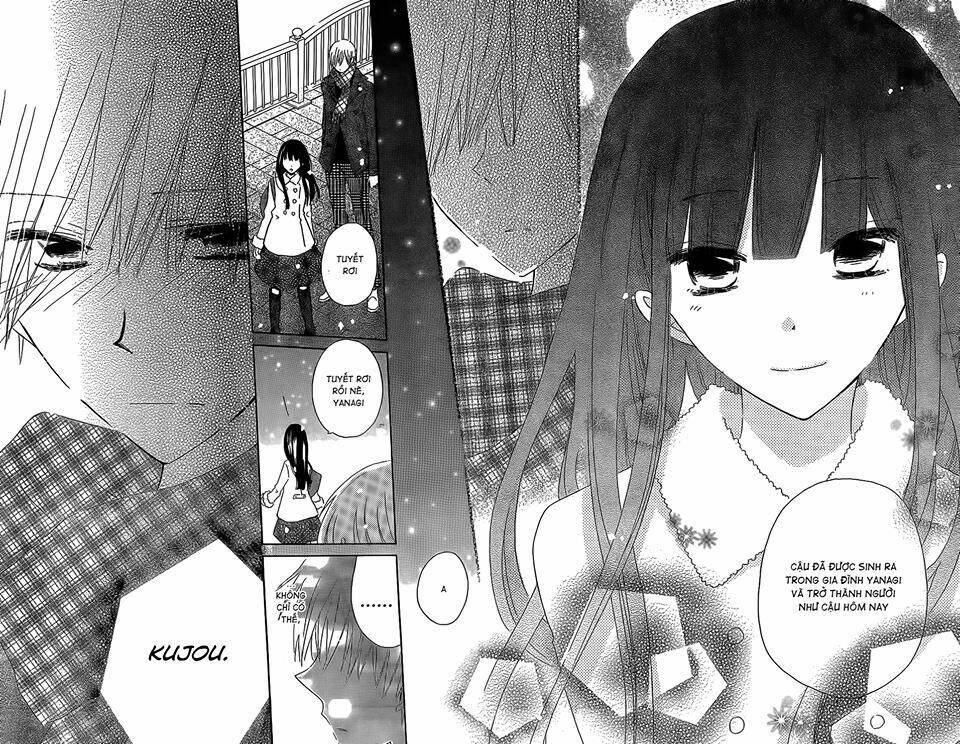 CẬU ĐÃ ĐƯỢC SINH RA
TRONG GIA ĐÌNH YANAGI
VÀ TRỞ THÀNH NGƯỜI
NHƯ CẬU HÔM NAY
A
TUYẾT
RƠI
TUYẾT RƠI
RỒI NÈ,
YANAGI
......
KHÔNG
CHỈ CÓ
THẾ,
KUJOU.